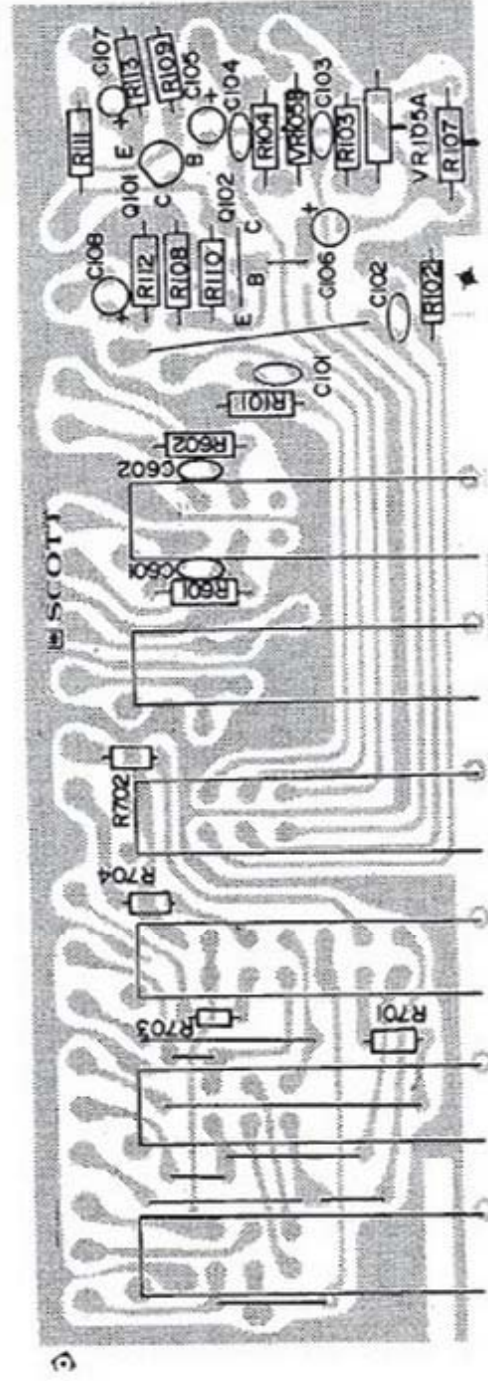 C107
R113
R109
C105
C104
R104
VR105B
C103
R103
VR105A
R107
R111
E
B
C
Q101
Q102
C108
R112
R108
R110
E
B
C
C106
C102
R102
R101
C101
R602
C602
SCOTT
C601
R601
R702
R704
R703
R701